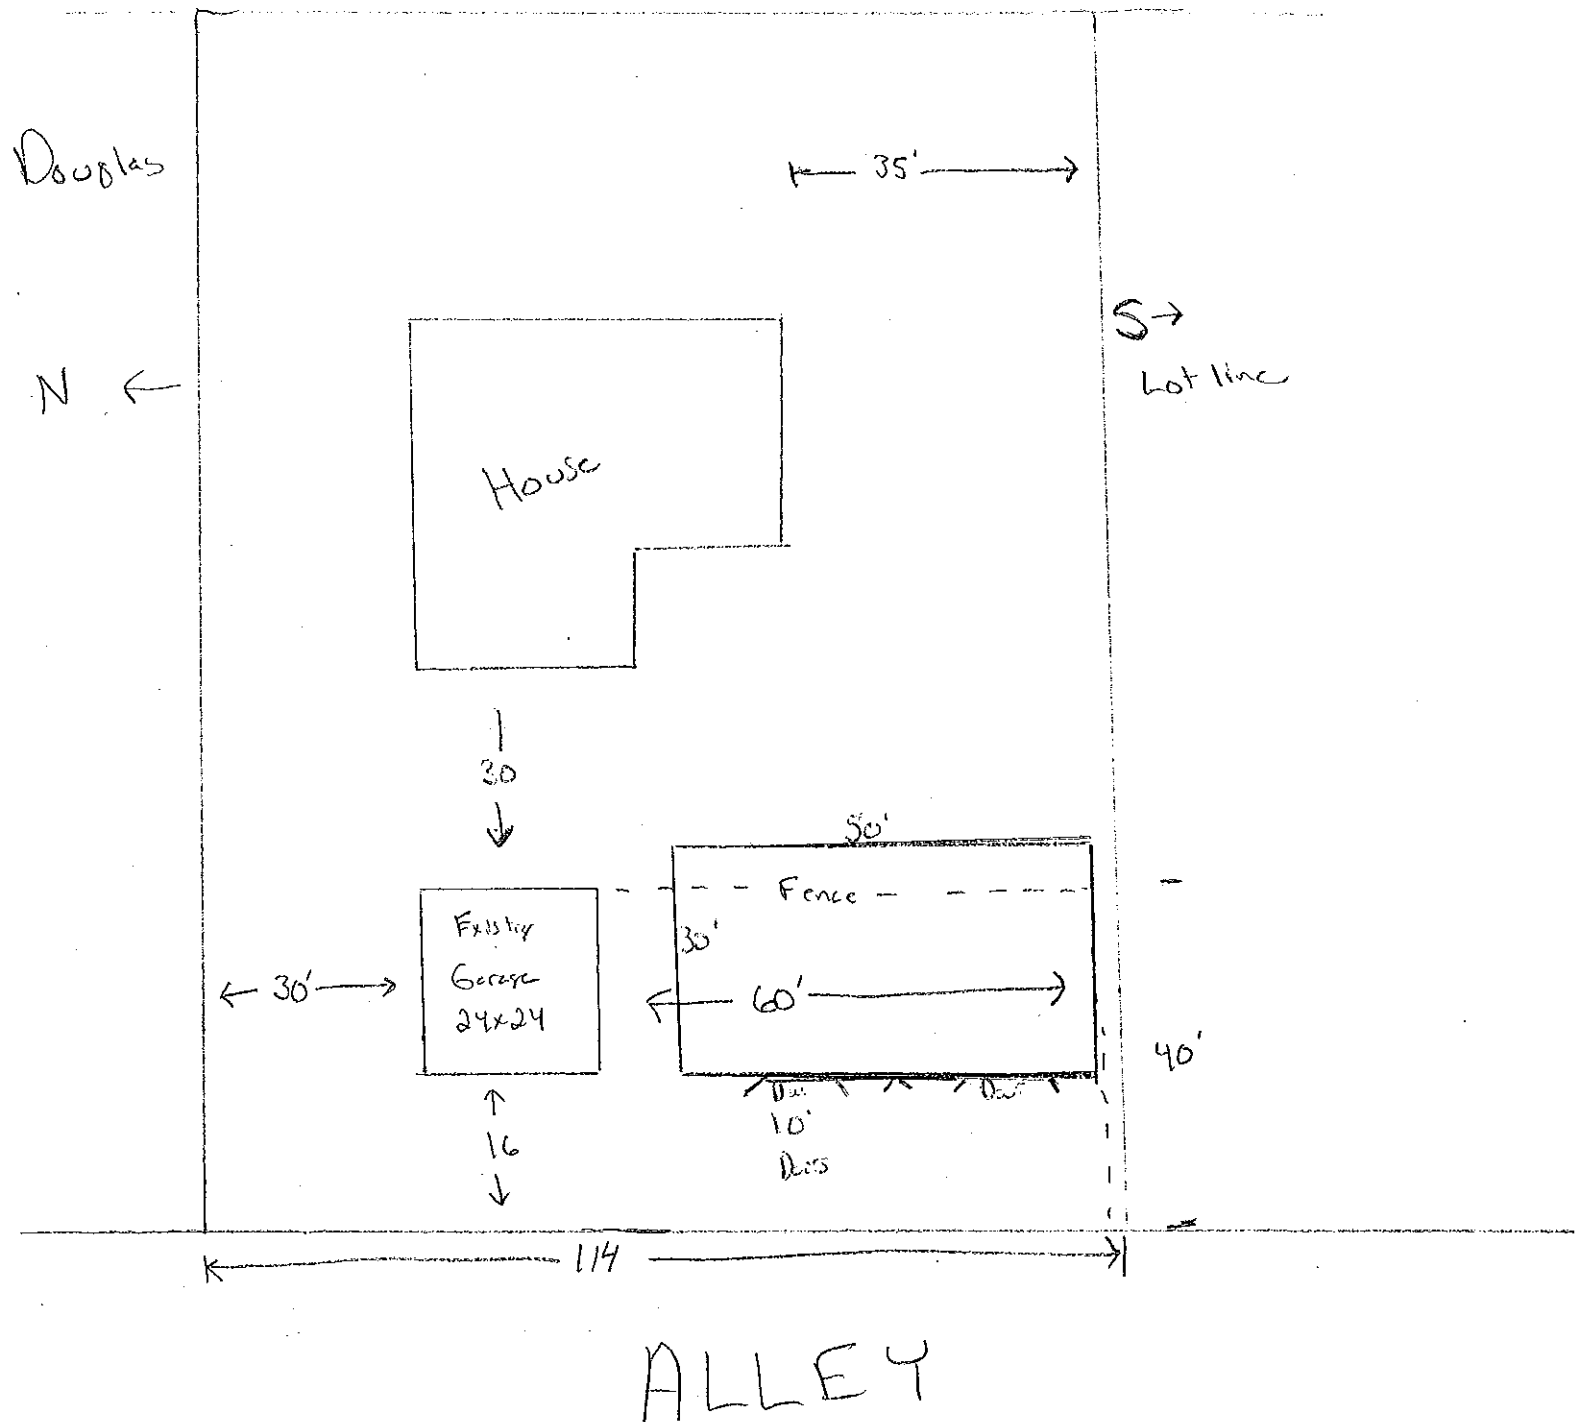 Douglas
35'
S →
N ←
Lot line
House
30
50'
Fence
Existing
Garage
24x24
30'
30'
60'
40'
16
10'
114
ALLEY